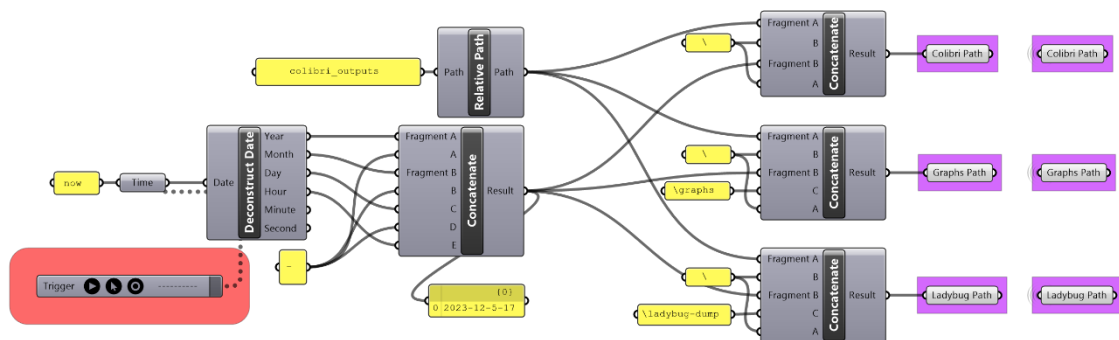 colibri_outputs
Path
Relative Path
Path
now
Time
Date
Deconstruct Date
Year
Month
Day
Hour
Minute
Second
Trigger
----------
-
Fragment A
A
Fragment B
B
C
D
E
Concatenate
Result
{0}
0 2023-12-5-17
\
Fragment A
B
Fragment B
A
Concatenate
Result
Colibri Path
Colibri Path
\
\graphs
Fragment A
B
Fragment B
C
A
Concatenate
Result
Graphs Path
Graphs Path
\
\ladybug-dump
Fragment A
B
Fragment B
C
A
Concatenate
Result
Ladybug Path
Ladybug Path